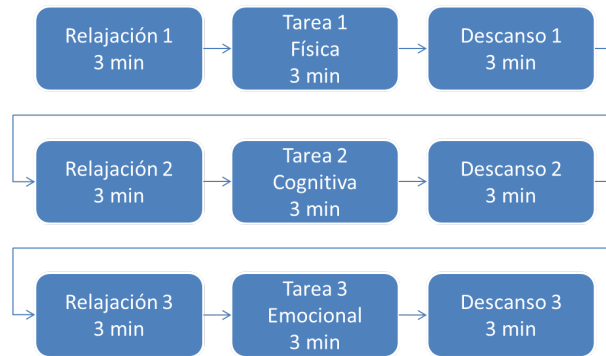 Relajación 1
3 min
Tarea 1
Física
3 min
Descanso 1
3 min
Relajación 2
3 min
Tarea 2
Cognitiva
3 min
Descanso 2
3 min
Relajación 3
3 min
Tarea 3
Emocional
3 min
Descanso 3
3 min